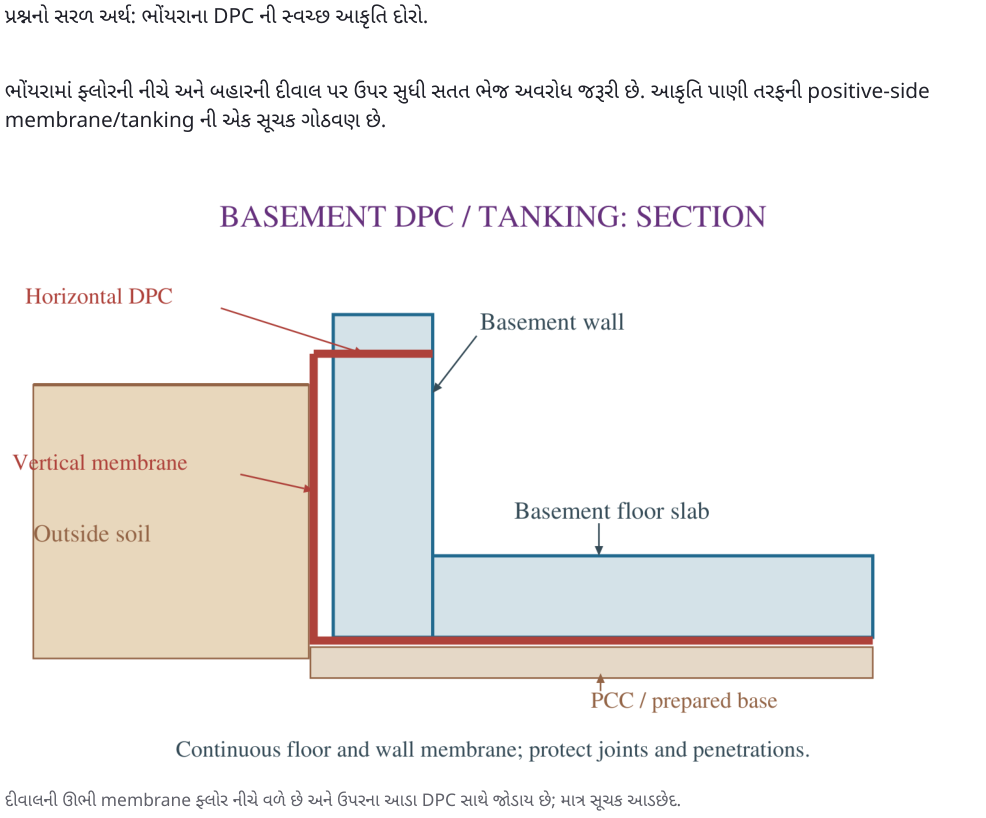 પ્રશ્નનો સરળ અર્થ: ભોંયરાના DPC ની સ્વચ્છ આકૃતિ દોરો.
ભોંયરામાં ફ્લોરની નીચે અને બહારની દીવાલ પર ઉપર સુધી સતત ભેજ અવરોધ જરૂરી છે. આકૃતિ પાણી તરફની positive-side
membrane/tanking ની એક સૂચક ગોઠવણ છે.
BASEMENT DPC / TANKING: SECTION
Horizontal DPC
Basement wall
Vertical membrane
Basement floor slab
Outside soil
PCC / prepared base
Continuous floor and wall membrane; protect joints and penetrations.
દીવાલની ઊભી membrane ફ્લોર નીચે વળે છે અને ઉપરના આડા DPC સાથે જોડાય છે; માત્ર સૂચક આડછેદ.